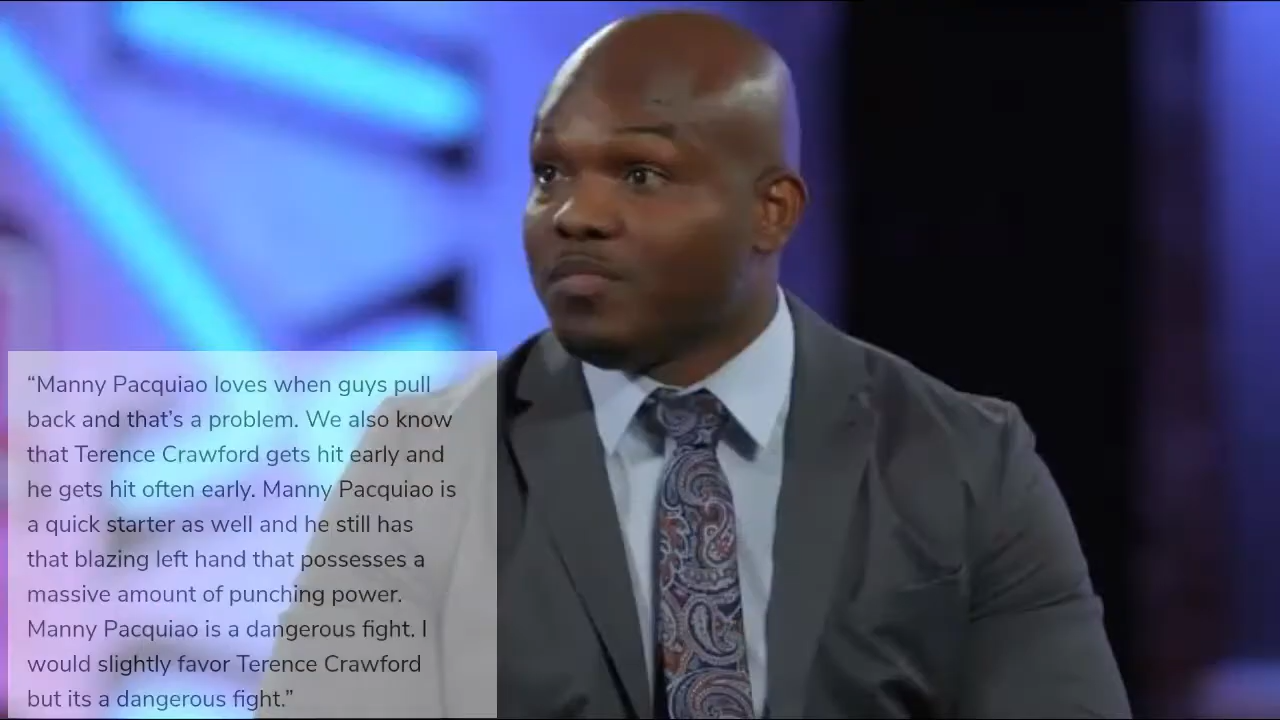 “Manny Pacquiao loves when guys pull
back and that’s a problem. We also know
that Terence Crawford gets hit early and
he gets hit often early. Manny Pacquiao is
a quick starter as well and he still has
that blazing left hand that possesses a
massive amount of punching power.
Manny Pacquiao is a dangerous fight. I
would slightly favor Terence Crawford
but its a dangerous fight.”